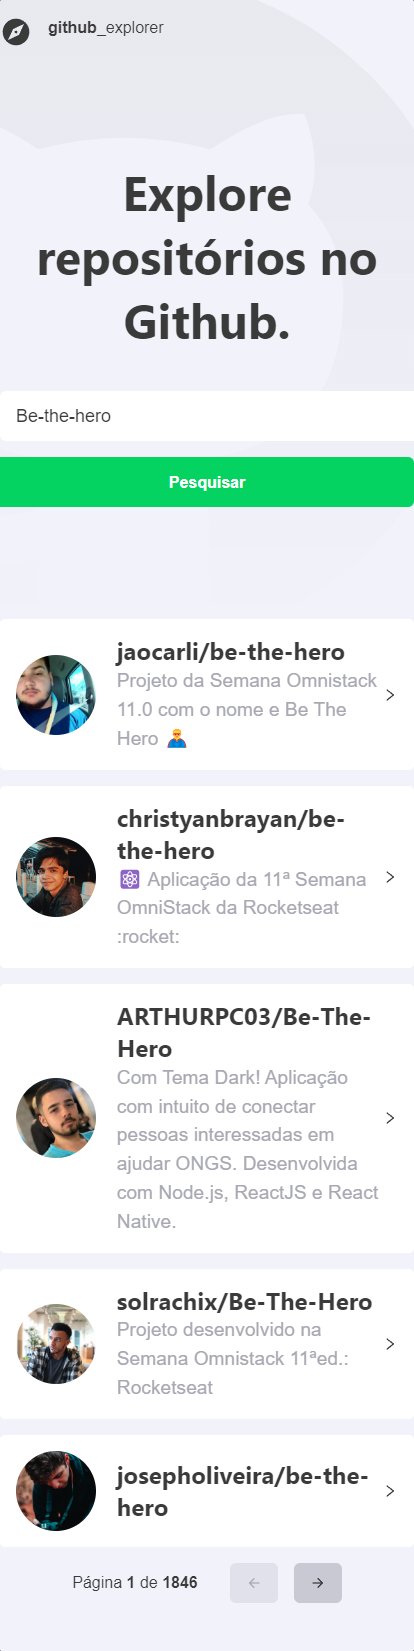 github_explorer
Explore
repositórios no
Github.
Be-the-hero
Pesquisar
jaocarli/be-the-hero
Projeto da Semana Omnistack
11.0 com o nome e Be The
Hero 🦸‍♂️
christyanbrayan/be-
the-hero
⚛️ Aplicação da 11ª Semana
OmniStack da Rocketseat
:rocket:
ARTHURPC03/Be-The-
Hero
Com Tema Dark! Aplicação
com intuito de conectar
pessoas interessadas em
ajudar ONGS. Desenvolvida
com Node.js, ReactJS e React
Native.
solrachix/Be-The-Hero
Projeto desenvolvido na
Semana Omnistack 11ªed.:
Rocketseat
josepholiveira/be-the-
hero
Página 1 de 1846